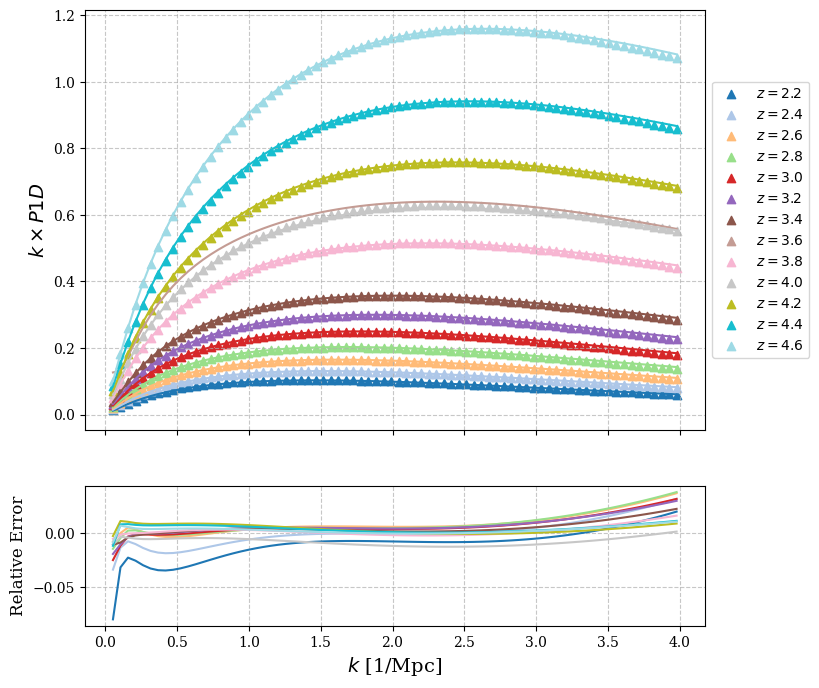 1.2
1.0
0.8
0.6
0.4
0.2
0.0
k × P1D
z = 2.2
z = 2.4
z = 2.6
z = 2.8
z = 3.0
z = 3.2
z = 3.4
z = 3.6
z = 3.8
z = 4.0
z = 4.2
z = 4.4
z = 4.6
0.00
−0.05
Relative Error
0.0 0.5 1.0 1.5 2.0 2.5 3.0 3.5 4.0
k [1/Mpc]